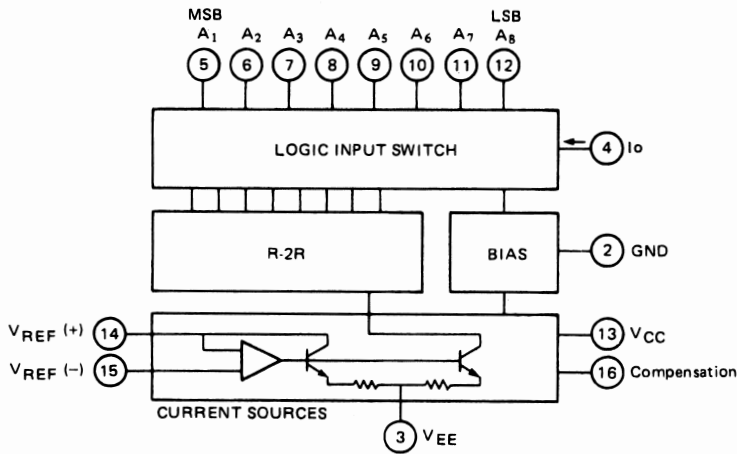 MSB LSB
A1 A2 A3 A4 A5 A6 A7 A8
5 6 7 8 9 10 11 12
LOGIC INPUT SWITCH
4 Io
R-2R
BIAS
2 GND
VREF (+) 14
13 VCC
VREF (-) 15
16 Compensation
CURRENT SOURCES
3 VEE